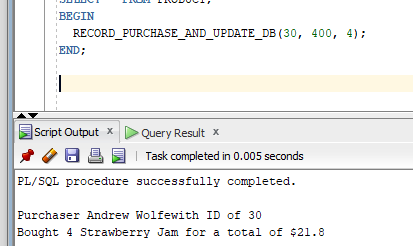 SELECT * FROM PRODUCT;
BEGIN
RECORD_PURCHASE_AND_UPDATE_DB(30, 400, 4);
END;
Script Output x Query Result x
Task completed in 0.005 seconds
PL/SQL procedure successfully completed.
Purchaser Andrew Wolfewith ID of 30
Bought 4 Strawberry Jam for a total of $21.8